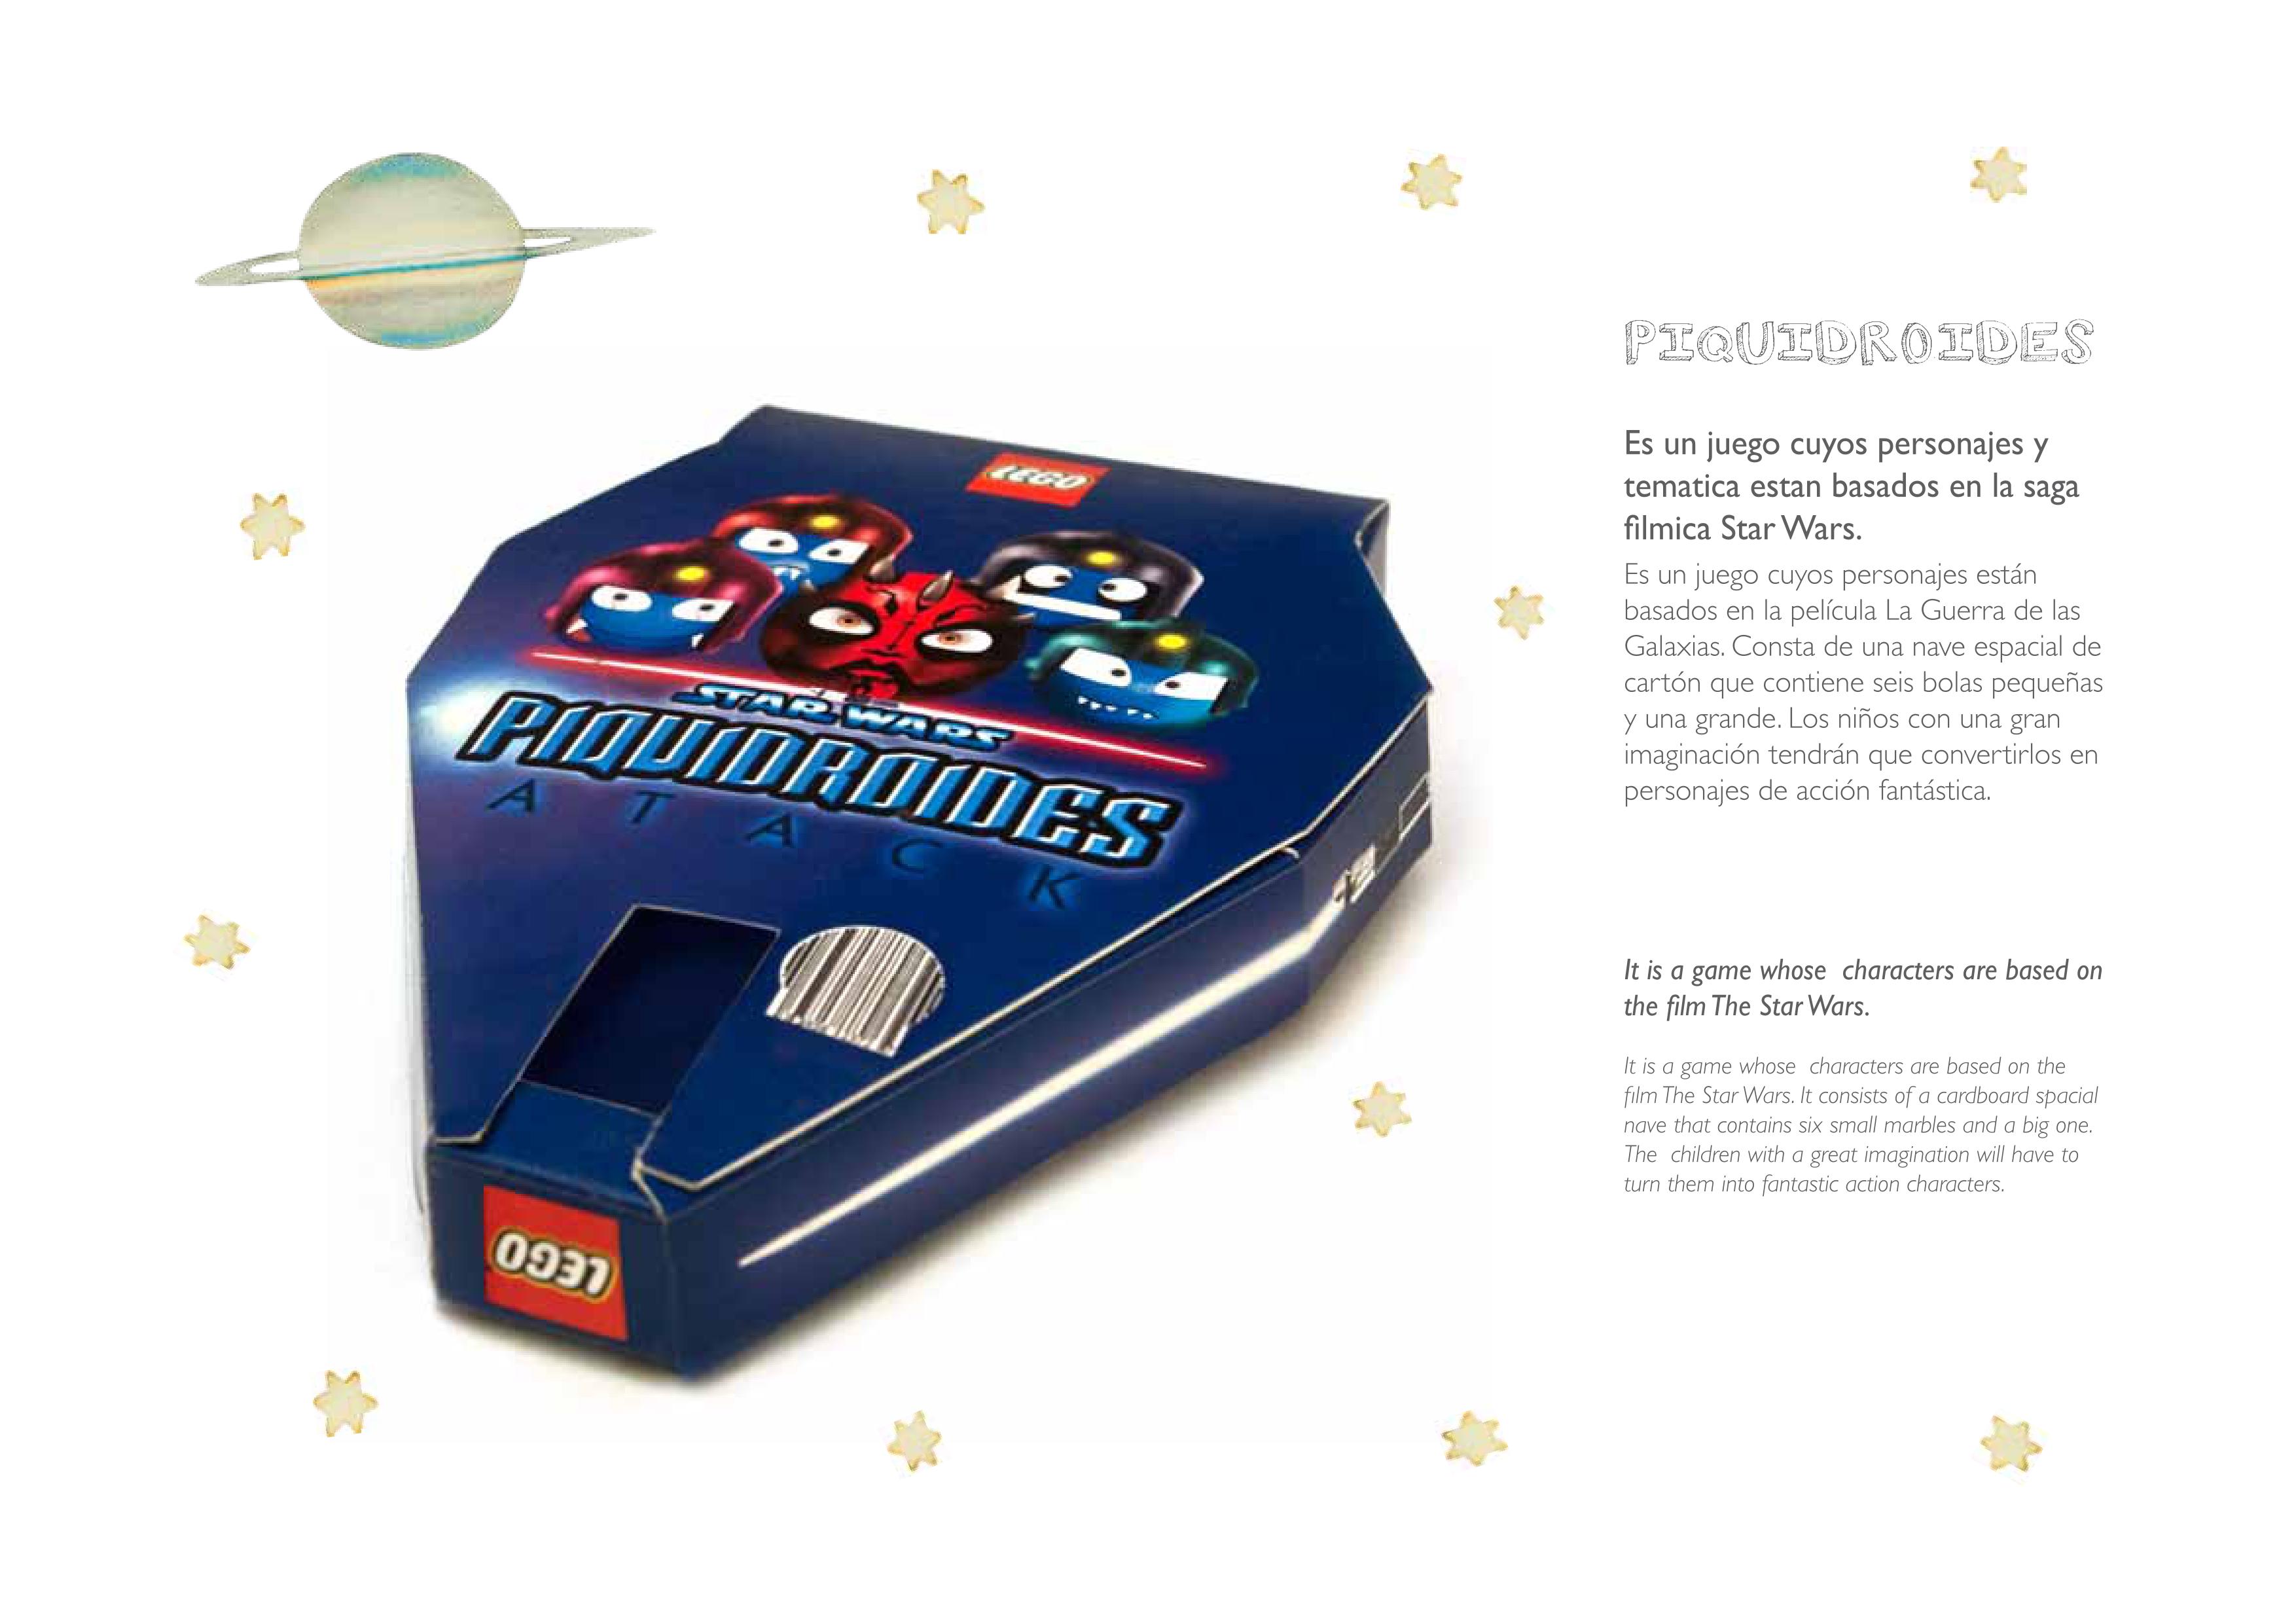 PIQUIDROIDES
Es un juego cuyos personajes y
tematica estan basados en la saga
filmica Star Wars.
Es un juego cuyos personajes están
basados en la película La Guerra de las
Galaxias. Consta de una nave espacial de
cartón que contiene seis bolas pequeñas
y una grande. Los niños con una gran
imaginación tendrán que convertirlos en
personajes de acción fantástica.
It is a game whose  characters are based on
the film The Star Wars.
It is a game whose  characters are based on the
film The Star Wars. It consists of a cardboard spacial
nave that contains six small marbles and a big one.
The  children with a great imagination will have to
turn them into fantastic action characters.
LEGO
STAR WARS
PIQUIDROIDES
ATACK
LEGO